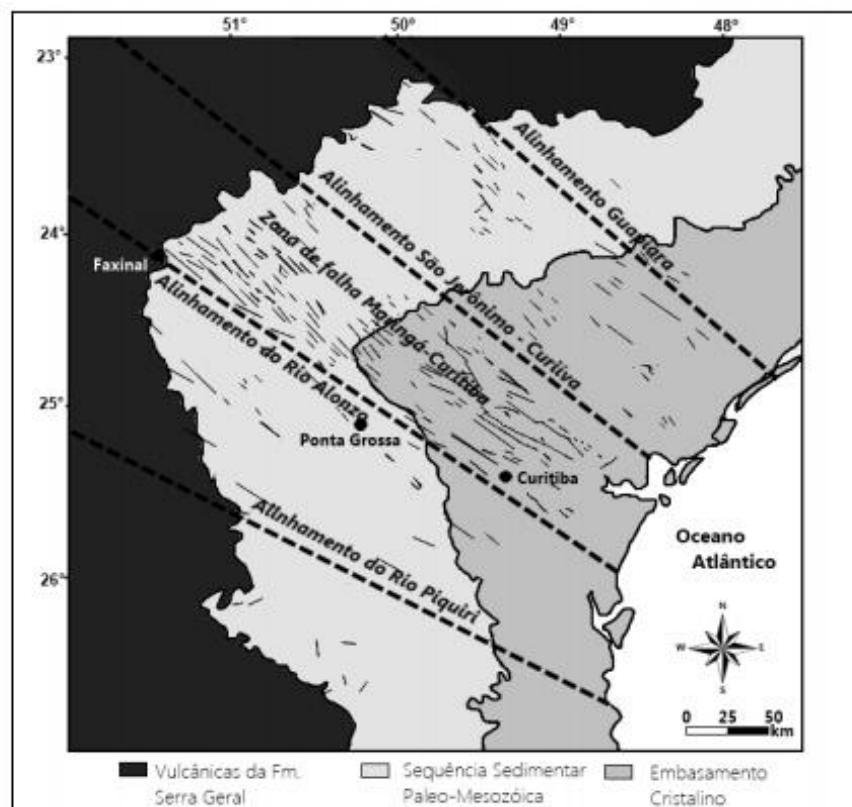 51° 50° 49° 48°
23°
24°
25°
26°
Alinhamento Guapiara
Alinhamento São Jerônimo - Curiúva
Zona de falha Maringá-Curitiba
Faxinal
Alinhamento do Rio Alonzo
Ponta Grossa
Curitiba
Alinhamento do Rio Piquiri
Oceano
Atlântico
N
W E
S
0 25 50
km
Vulcânicas da Fm.
Serra Geral
Sequência Sedimentar
Paleo-Mesozóica
Embasamento
Cristalino